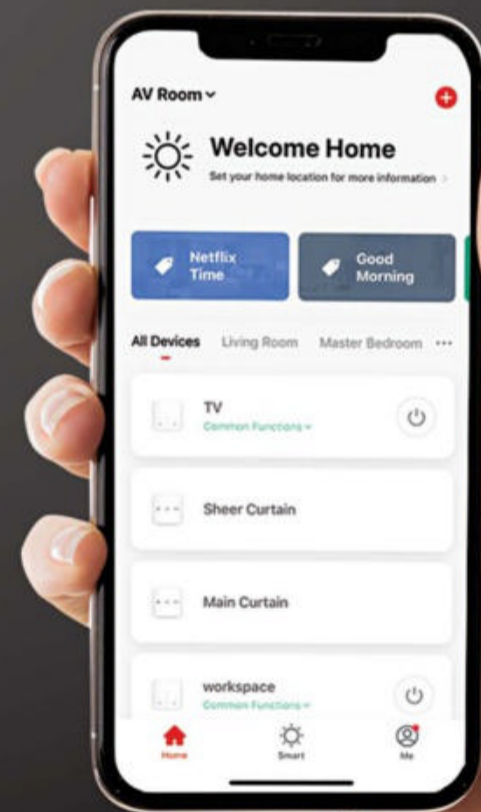 AV Room
Welcome Home
Set your home location for more information
Netflix
Time
Good
Morning
All Devices Living Room Master Bedroom
TV
Common Functions
Sheer Curtain
Main Curtain
workspace
Common Functions
Home Smart Me